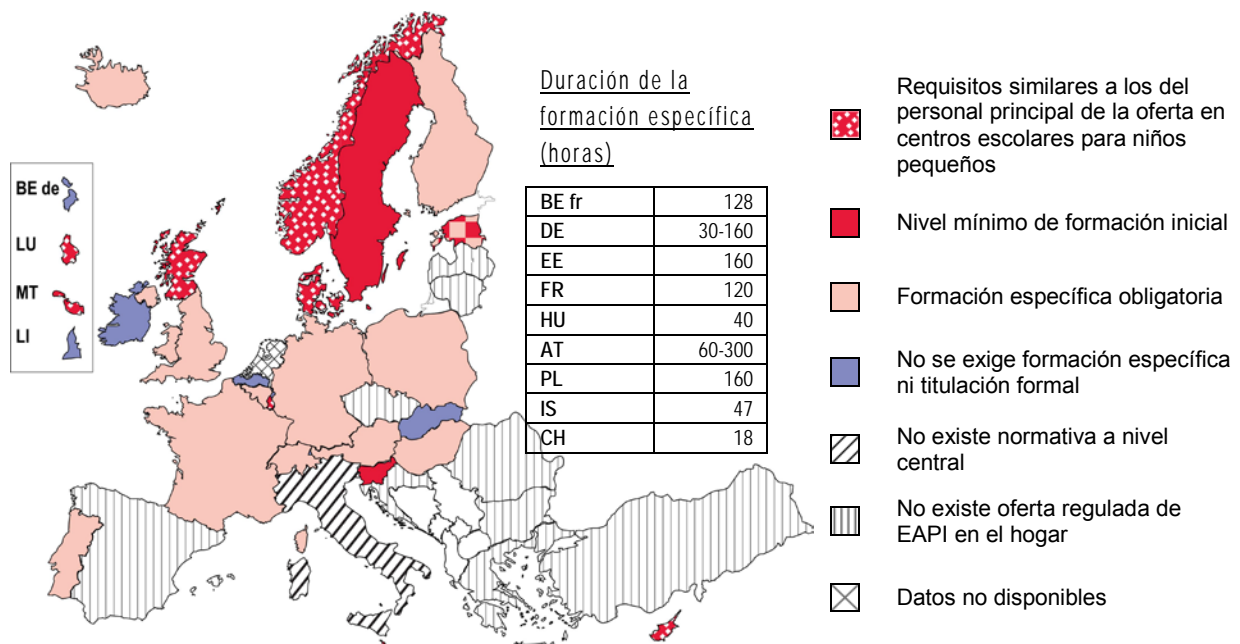 BE de
LU
MT
LI
Duración de la
formación específica
(horas)
BE fr 128
DE 30-160
EE 160
FR 120
HU 40
AT 60-300
PL 160
IS 47
CH 18
Requisitos similares a los del
personal principal de la oferta en
centros escolares para niños
pequeños
Nivel mínimo de formación inicial
Formación específica obligatoria
No se exige formación específica
ni titulación formal
No existe normativa a nivel
central
No existe oferta regulada de
EAPI en el hogar
Datos no disponibles